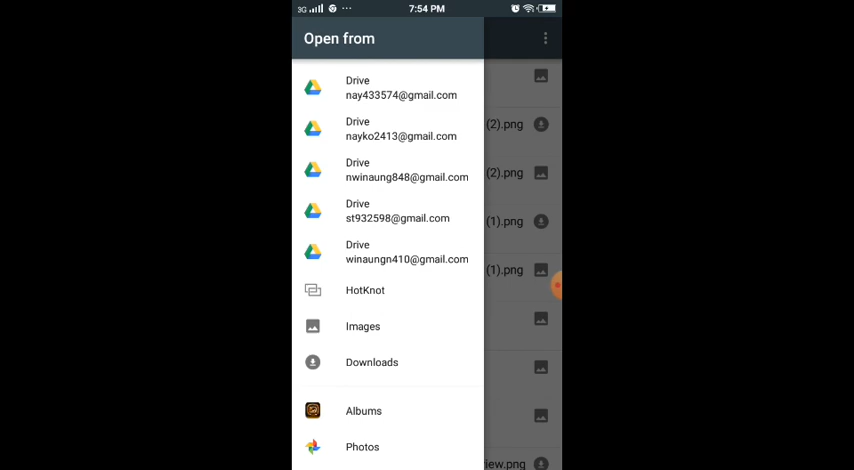 3G 7:54 PM
Open from
Drive
nay433574@gmail.com
Drive
nayko2413@gmail.com
(2).png
Drive
nwinaung848@gmail.com
(2).png
Drive
st932598@gmail.com
(1).png
Drive
winaungn410@gmail.com
(1).png
HotKnot
Images
Downloads
Albums
Photos
iew.png